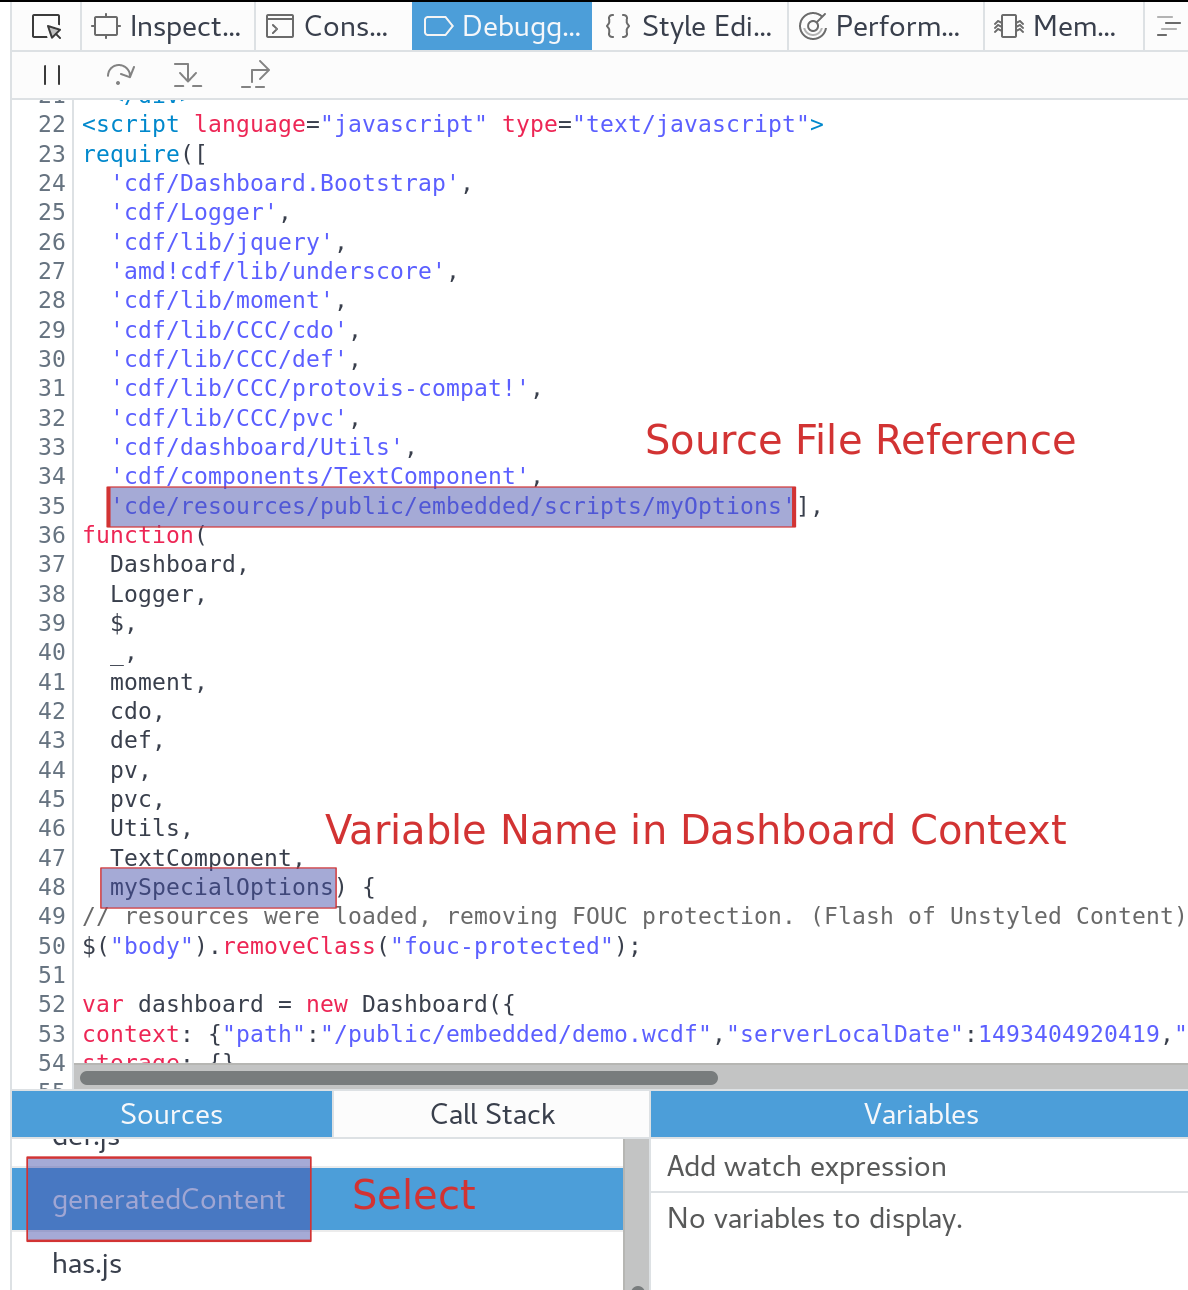 Inspect... Cons... Debugg... Style Edi... Perform... Mem...
21   </div>
22 <script language="javascript" type="text/javascript">
23 require([
24   'cdf/Dashboard.Bootstrap',
25   'cdf/Logger',
26   'cdf/lib/jquery',
27   'amd!cdf/lib/underscore',
28   'cdf/lib/moment',
29   'cdf/lib/CCC/cdo',
30   'cdf/lib/CCC/def',
31   'cdf/lib/CCC/protovis-compat!',
32   'cdf/lib/CCC/pvc',
33   'cdf/dashboard/Utils',
Source File Reference
34   'cdf/components/TextComponent',
35   'cde/resources/public/embedded/scripts/myOptions'],
36 function(
37   Dashboard,
38   Logger,
39   $,
40   _,
41   moment,
42   cdo,
43   def,
44   pv,
45   pvc,
46   Utils,
Variable Name in Dashboard Context
47   TextComponent,
48   mySpecialOptions) {
49 // resources were loaded, removing FOUC protection. (Flash of Unstyled Content)
50 $("body").removeClass("fouc-protected");
51
52 var dashboard = new Dashboard({
53 context: {"path":"/public/embedded/demo.wcdf","serverLocalDate":1493404920419,"
54 storage: {}
55
Sources Call Stack Variables
def.js
Add watch expression
generatedContent Select
No variables to display.
has.js